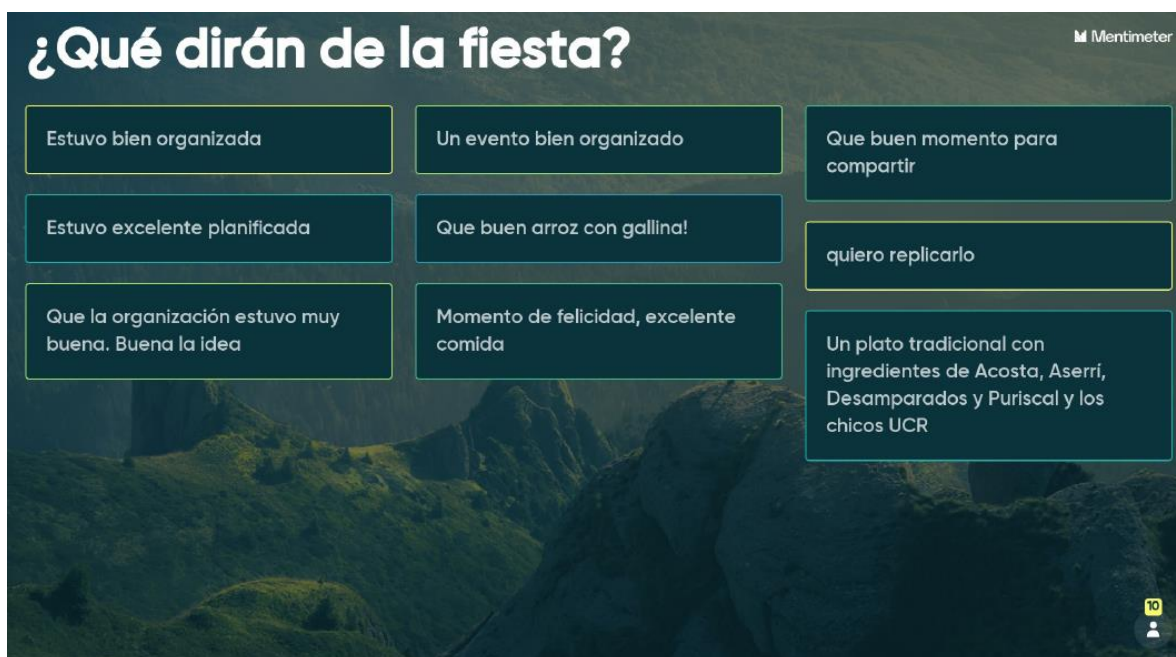 ¿Qué dirán de la fiesta?
Mentimeter
Estuvo bien organizada
Estuvo excelente planificada
Que la organización estuvo muy
buena. Buena la idea
Un evento bien organizado
Que buen arroz con gallina!
Momento de felicidad, excelente
comida
Que buen momento para
compartir
quiero replicarlo
Un plato tradicional con
ingredientes de Acosta, Aserrí,
Desamparados y Puriscal y los
chicos UCR
10